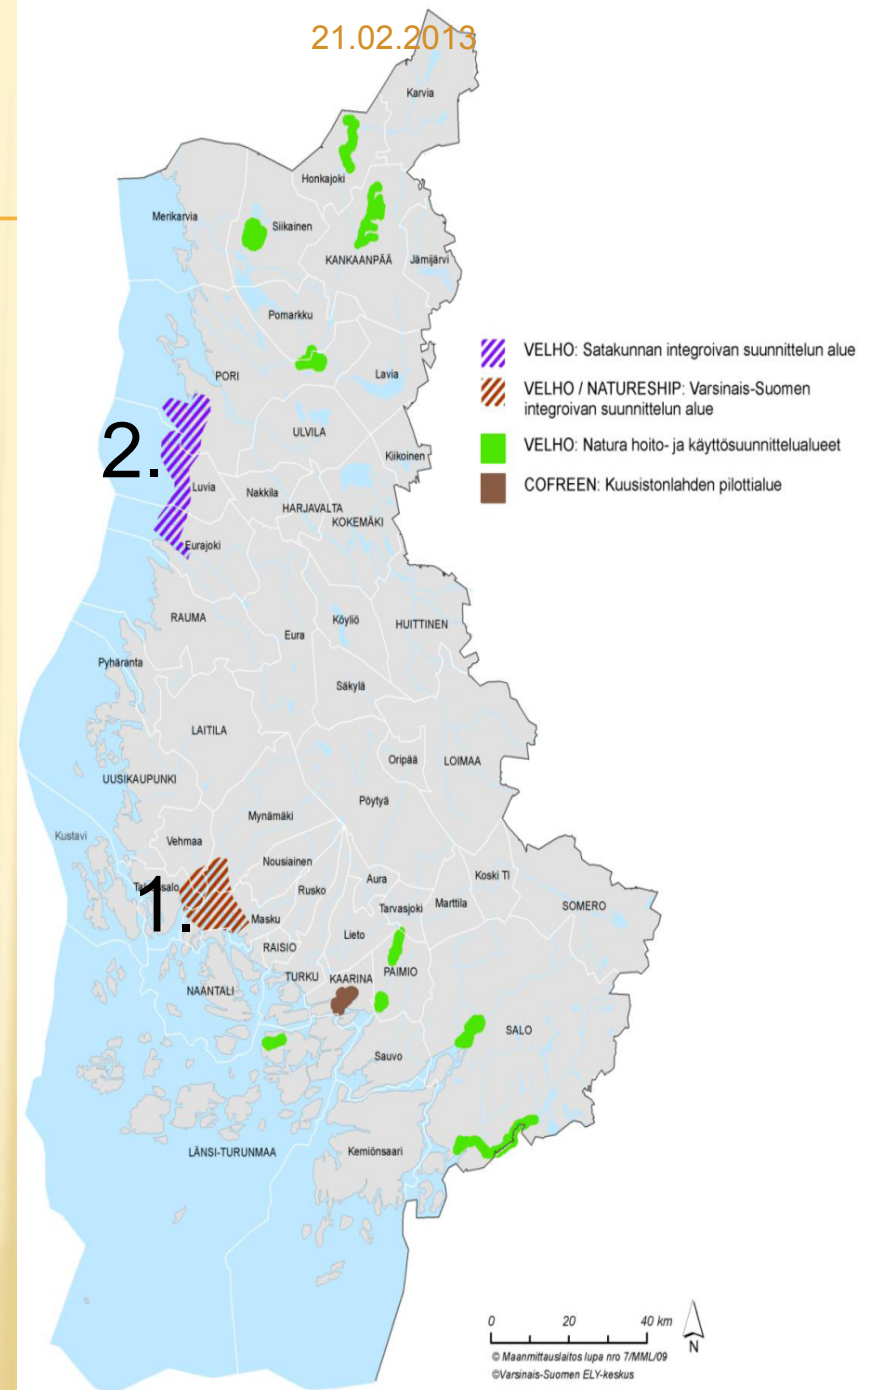 21.02.2013
Karvia
Honkajoki
Merikarvia
Siikainen
KANKAANPÄÄ
Jämijärvi
Pomarkku
VELHO: Satakunnan integroivan suunnittelun alue
PORI
Lavia
VELHO / NATURESHIP: Varsinais-Suomen
integroivan suunnittelun alue
ULVILA
VELHO: Natura hoito- ja käyttösuunnittelualueet
2.
Kiikoinen
Luvia
Nakkila
COFREEN: Kuusistonlahden pilottialue
HARJAVALTA
KOKEMÄKI
Eurajoki
RAUMA
Köyliö
HUITTINEN
Eura
Pyhäranta
Säkylä
LAITILA
Oripää
LOIMAA
UUSIKAUPUNKI
Pöytyä
Mynämäki
Kustavi
Vehmaa
Nousiainen
Koski Tl
Aura
Rusko
1.
Marttila
SOMERO
Tarvasjoki
Masku
Lieto
RAISIO
PAIMIO
TURKU
KAARINA
NAANTALI
SALO
Sauvo
LÄNSI-TURUNMAA
Kemiönsaari
0 20 40 km
N
© Maanmittauslaitos lupa nro 7/MML/09
©Varsinais-Suomen ELY-keskus